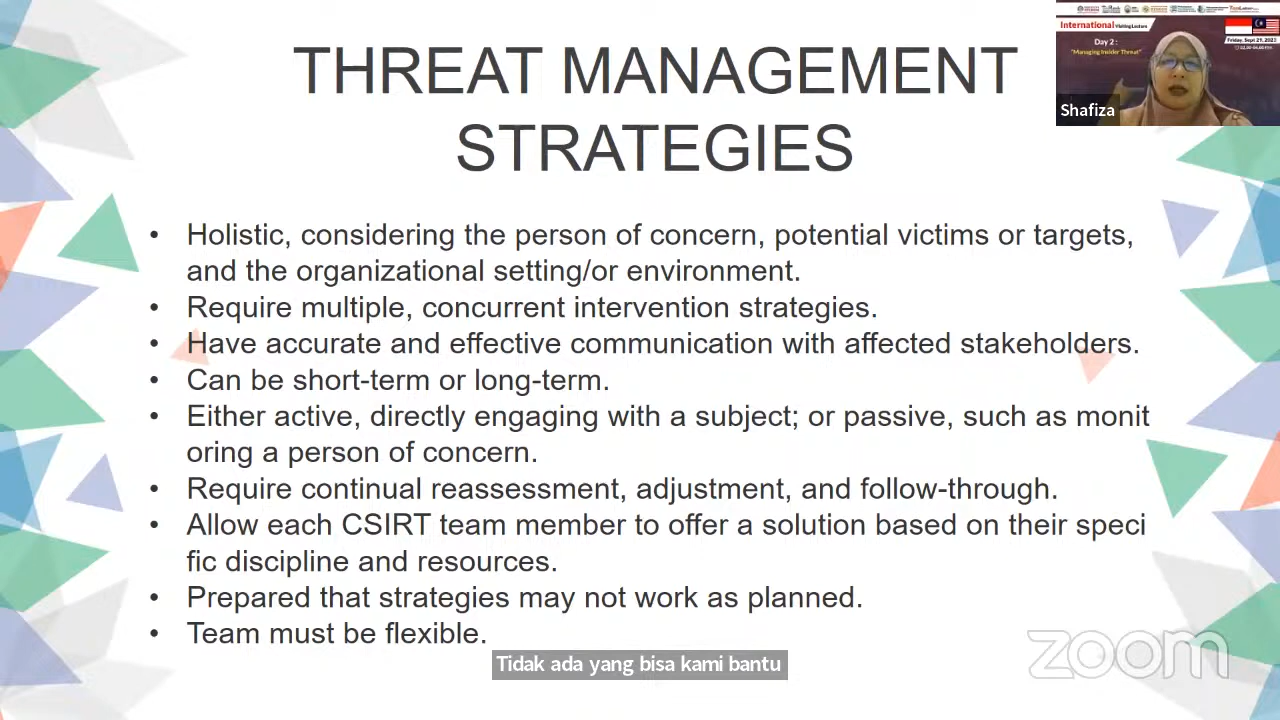 International Visiting Lecture
Day 2 :
"Managing Insider Threat"
Friday, Sept 29, 2023
Shafiza
THREAT MANAGEMENT
STRATEGIES
• Holistic, considering the person of concern, potential victims or targets,
and the organizational setting/or environment.
• Require multiple, concurrent intervention strategies.
• Have accurate and effective communication with affected stakeholders.
• Can be short-term or long-term.
• Either active, directly engaging with a subject; or passive, such as monit
oring a person of concern.
• Require continual reassessment, adjustment, and follow-through.
• Allow each CSIRT team member to offer a solution based on their speci
fic discipline and resources.
• Prepared that strategies may not work as planned.
• Team must be flexible.
Tidak ada yang bisa kami bantu
zoom